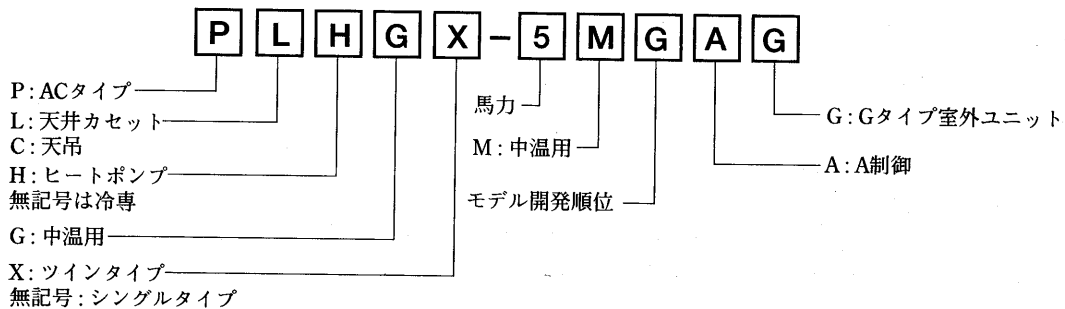 PLHGX-5MGAG
P:ACタイプ
L:天井カセット
C:天吊
H:ヒートポンプ
無記号は冷専
G:中温用
X:ツインタイプ
無記号:シングルタイプ
馬力
M:中温用
モデル開発順位
G:Gタイプ室外ユニット
A:A制御